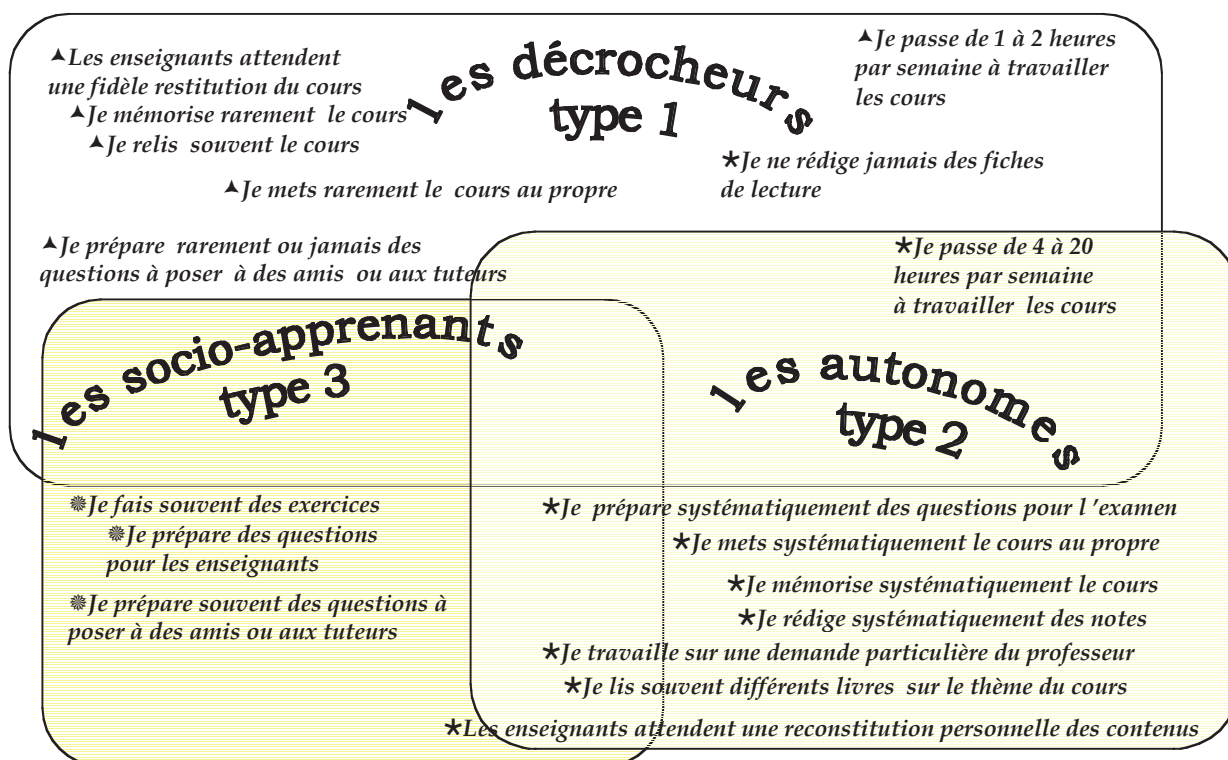 ▲Les enseignants attendent
une fidèle restitution du cours
▲Je mémorise rarement le cours
▲Je relis souvent le cours
les décrocheurs
type 1
▲Je passe de 1 à 2 heures
par semaine à travailler
les cours
★Je ne rédige jamais des fiches
de lecture
▲Je mets rarement le cours au propre
▲Je prépare rarement ou jamais des
questions à poser à des amis ou aux tuteurs
★Je passe de 4 à 20
heures par semaine
à travailler les cours
les socio-apprenants
type 3
les autonomes
type 2
✺Je fais souvent des exercices
✺Je prépare des questions
pour les enseignants
✺Je prépare souvent des questions à
poser à des amis ou aux tuteurs
★Je prépare systématiquement des questions pour l ’examen
★Je mets systématiquement le cours au propre
★Je mémorise systématiquement le cours
★Je rédige systématiquement des notes
★Je travaille sur une demande particulière du professeur
★Je lis souvent différents livres sur le thème du cours
★Les enseignants attendent une reconstitution personnelle des contenus